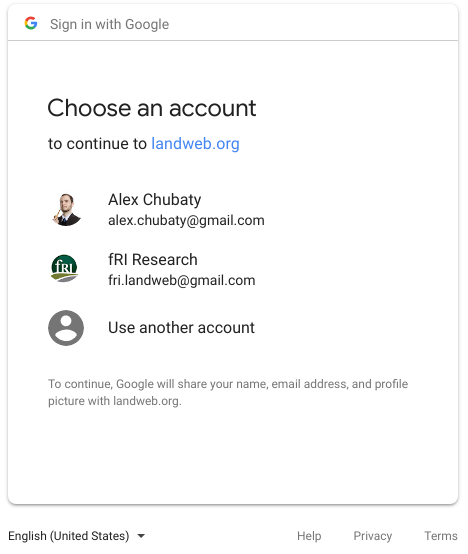 Sign in with Google
Choose an account
to continue to landweb.org
Alex Chubaty
alex.chubaty@gmail.com
fRI
fRI Research
fri.landweb@gmail.com
Use another account
To continue, Google will share your name, email address, and profile
picture with landweb.org.
English (United States)
Help
Privacy
Terms